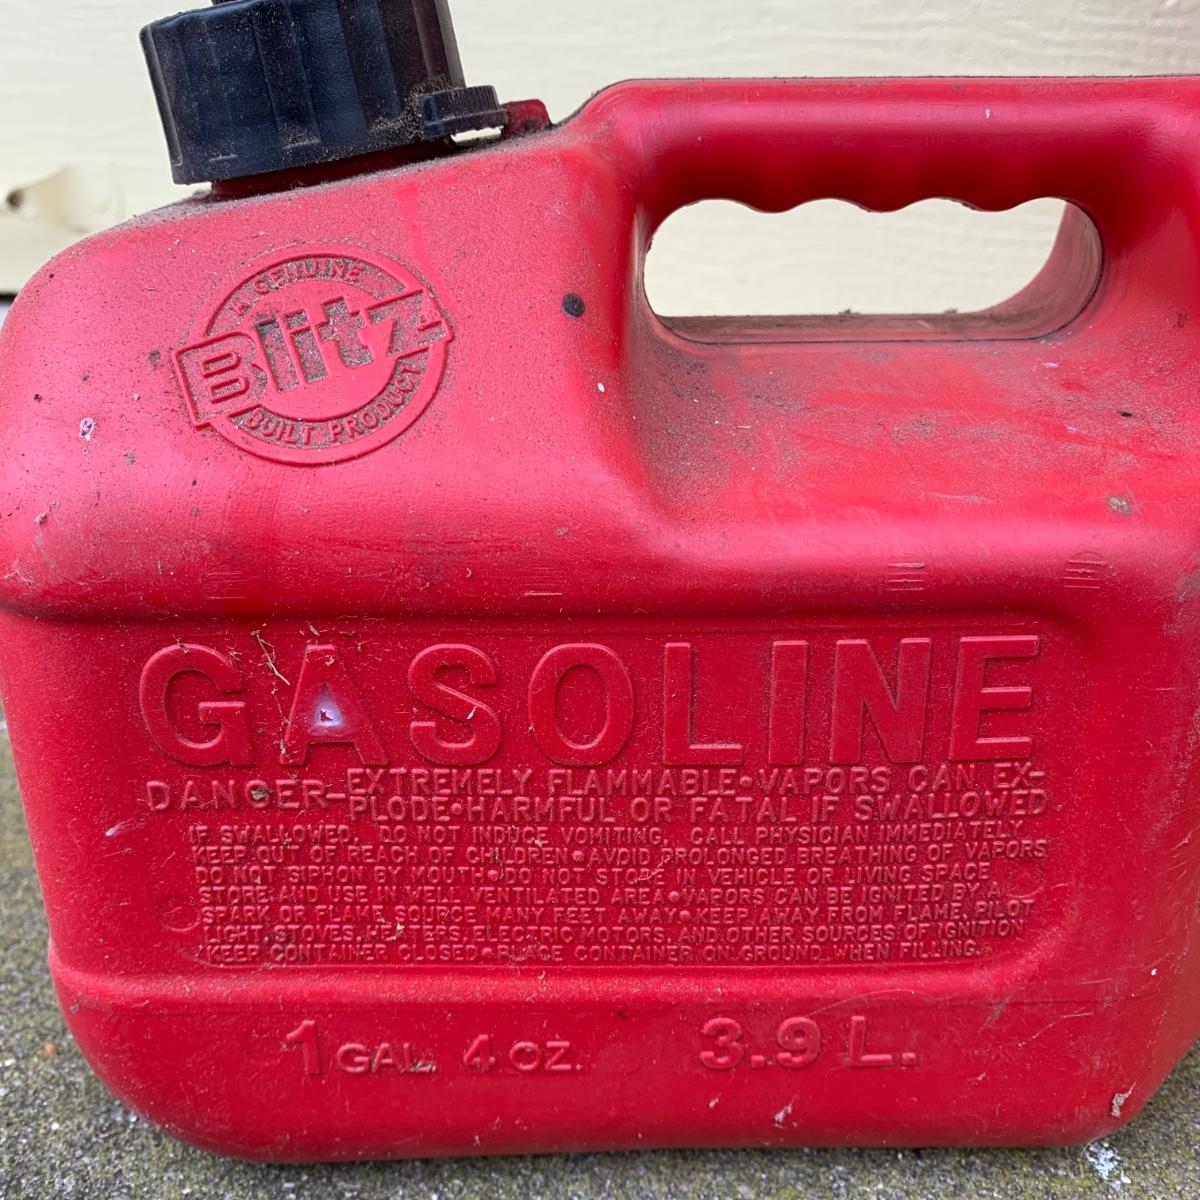 A GENUINE
Blitz
BUILT PRODUCT
GASOLINE
DANGER-EXTREMELY FLAMMABLE•VAPORS CAN EX-
PLODE•HARMFUL OR FATAL IF SWALLOWED
IF SWALLOWED, DO NOT INDUCE VOMITING. CALL PHYSICIAN IMMEDIATELY
KEEP OUT OF REACH OF CHILDREN•AVOID PROLONGED BREATHING OF VAPORS
DO NOT SIPHON BY MOUTH•DO NOT STORE IN VEHICLE OR LIVING SPACE
STORE AND USE IN WELL VENTILATED AREA•VAPORS CAN BE IGNITED BY A
SPARK OR FLAME SOURCE MANY FEET AWAY•KEEP AWAY FROM FLAME, PILOT
LIGHT, STOVES, HEATERS, ELECTRIC MOTORS, AND OTHER SOURCES OF IGNITION
KEEP CONTAINER CLOSED•PLACE CONTAINER ON GROUND WHEN FILLING.
1 GAL. 4 OZ. 3.9 L.